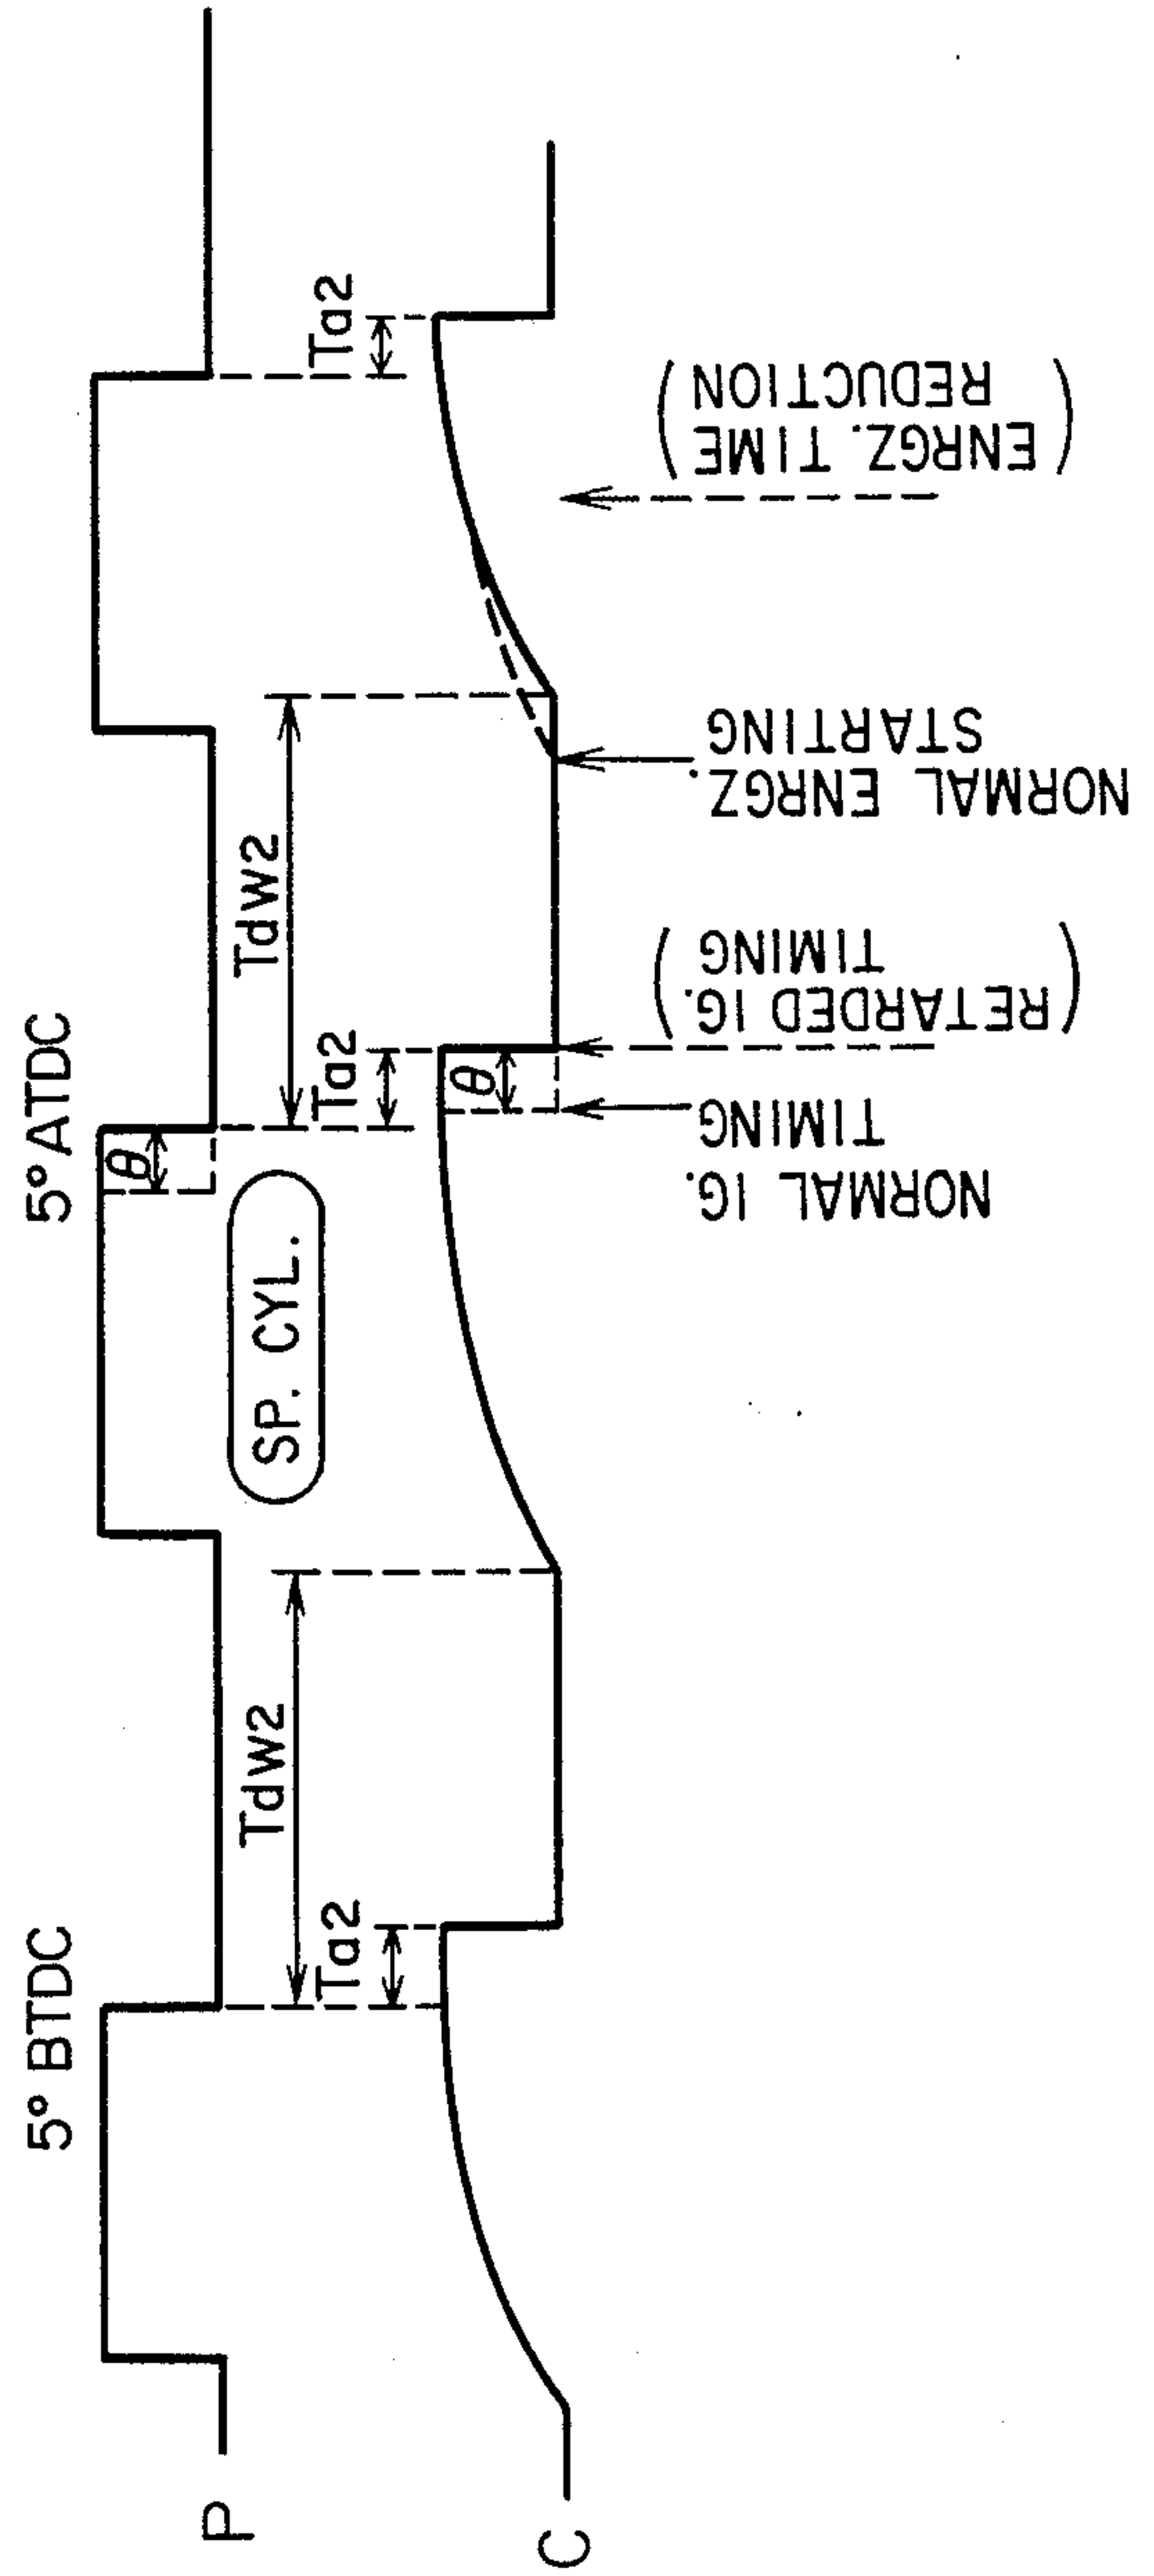 5° BTDC
5° ATDC
P
θ
Tdw2
SP. CYL.
Tdw2
Ta2
Ta2
Ta2
C
θ
NORMAL IG.
TIMING
(RETARDED IG.
TIMING)
NORMAL ENRGZ.
STARTING
(ENRGZ. TIME
REDUCTION)